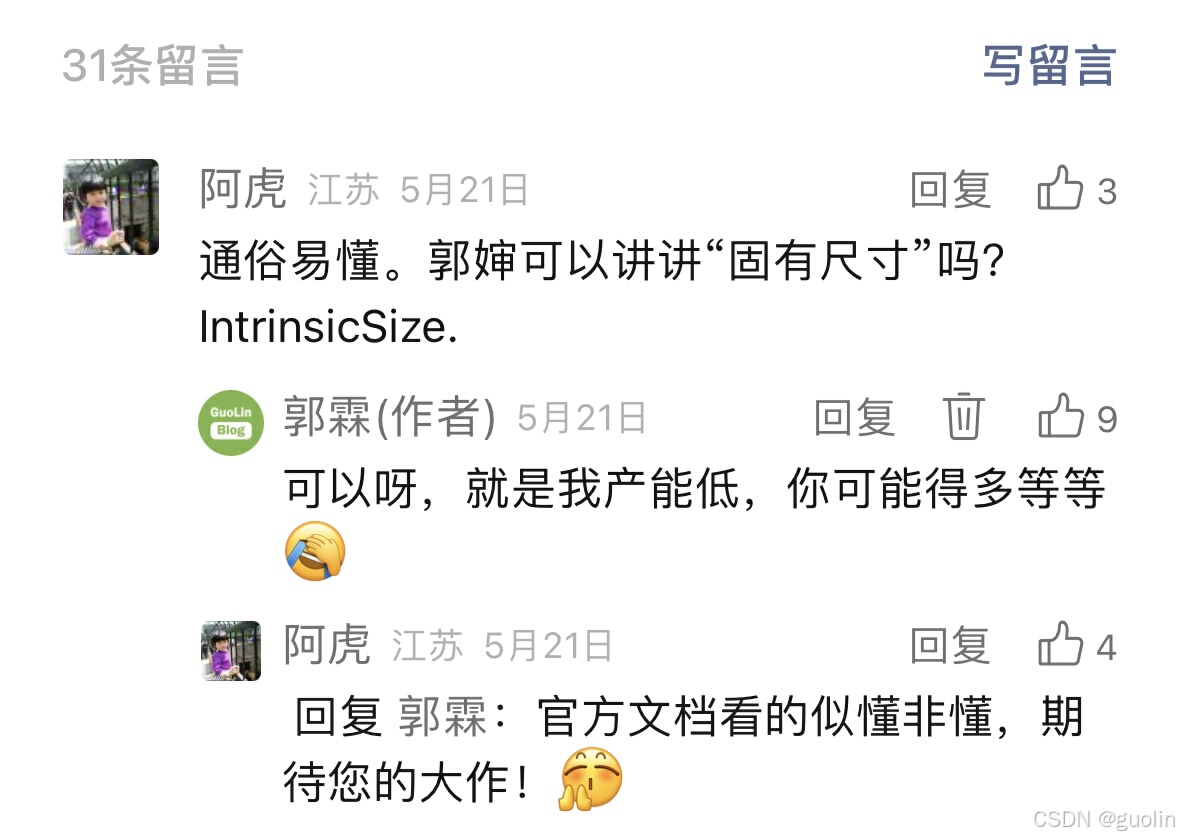 31条留言 写留言
阿虎 江苏 5月21日 回复 3
通俗易懂。郭婶可以讲讲“固有尺寸”吗?
IntrinsicSize.
GuoLin
Blog
郭霖(作者) 5月21日 回复 9
可以呀，就是我产能低，你可能得多等等
🤣
阿虎 江苏 5月21日 回复 4
回复 郭霖：官方文档看的似懂非懂，期
待您的大作！
CSDN @guolin